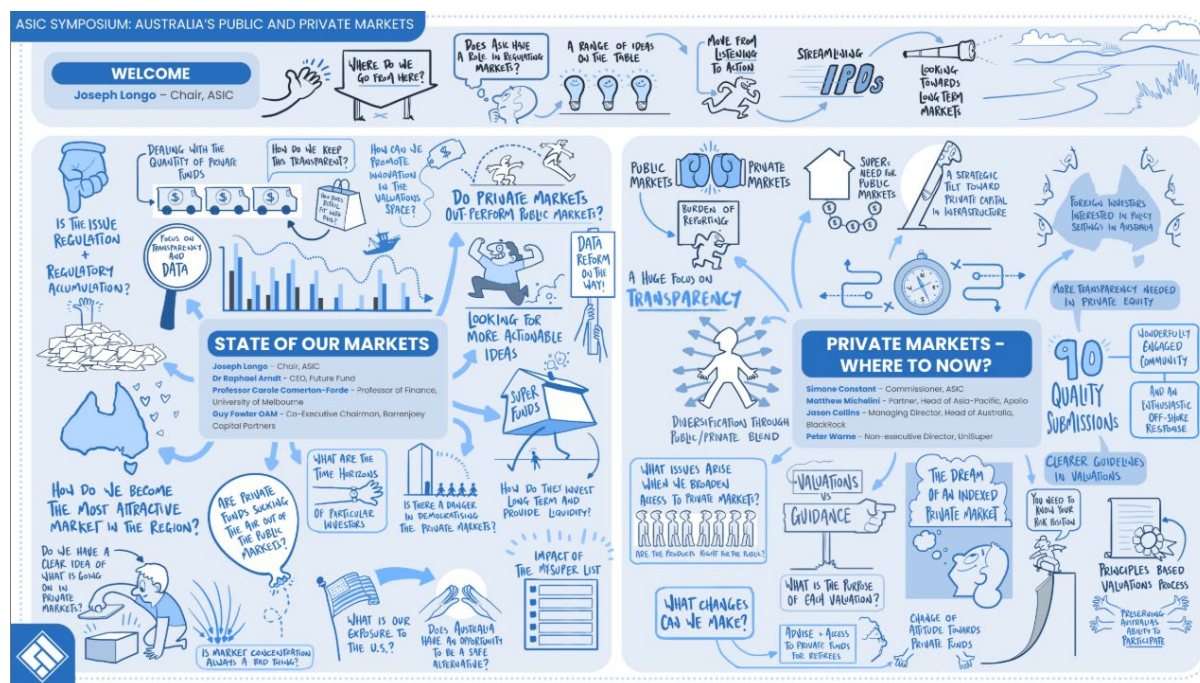 ASIC SYMPOSIUM: AUSTRALIA'S PUBLIC AND PRIVATE MARKETS
WELCOME
Joseph Longo – Chair, ASIC
WHERE DO WE
GO FROM HERE?
DOES ASIC HAVE
A ROLE IN REGULATING
MARKETS?
A RANGE OF IDEAS
ON THE TABLE
MOVE FROM
LISTENING
TO ACTION
STREAMLINING
IPOs
LOOKING
TOWARDS
LONG TERM
MARKETS
IS THE ISSUE
REGULATION
+
REGULATORY
ACCUMULATION?
DEALING WITH THE
QUANTITY OF PRIVATE
FUNDS
$ $ $
HOW DO WE KEEP
THIS TRANSPARENT?
HOW DOES
RETAIL
FIT WITH
THIS?
HOW CAN WE
PROMOTE
INNOVATION
IN THE
VALUATIONS
SPACE?
$
DO PRIVATE MARKETS
OUT-PERFORM PUBLIC MARKETS?
FOCUS ON
TRANSPARENCY
AND
DATA
DATA
REFORM
ON THE
WAY!
LOOKING FOR
MORE ACTIONABLE
IDEAS
STATE OF OUR MARKETS
Joseph Longo – Chair, ASIC
Dr Raphael Arndt – CEO, Future Fund
Professor Carole Comerton-Forde – Professor of Finance,
University of Melbourne
Guy Fowler OAM – Co-Executive Chairman, Barrenjoey
Capital Partners
SUPER
FUNDS
HOW DO WE BECOME
THE MOST ATTRACTIVE
MARKET IN THE REGION?
ARE PRIVATE
FUNDS SUCKING
THE AIR OUT OF
THE PUBLIC
MARKETS?
WHAT ARE THE
TIME HORIZONS
OF PARTICULAR
INVESTORS
IS THERE A DANGER
IN DEMOCRATISING
THE PRIVATE MARKETS?
HOW DO THEY INVEST
LONG TERM AND
PROVIDE LIQUIDITY?
DO WE HAVE A
CLEAR IDEA OF
WHAT IS GOING
ON IN
PRIVATE
MARKETS?
IS MARKET CONCENTRATION
ALWAYS A BAD THING?
WHAT IS OUR
EXPOSURE TO
THE U.S.?
DOES AUSTRALIA
HAVE AN OPPORTUNITY
TO BE A SAFE
ALTERNATIVE?
IMPACT OF
THE MYSUPER LIST
PUBLIC
MARKETS
PRIVATE
MARKETS
BURDEN OF
REPORTING
A HUGE FOCUS ON
TRANSPARENCY
SUPER'S
NEED FOR
PUBLIC
MARKETS
$ $ $ $ $
A STRATEGIC
TILT TOWARD
PRIVATE CAPITAL
IN INFRASTRUCTURE
FOREIGN INVESTORS
INTERESTED IN POLICY
SETTINGS IN AUSTRALIA
MORE TRANSPARENCY NEEDED
IN PRIVATE EQUITY
90
QUALITY
SUBMISSIONS
WONDERFULLY
ENGAGED
COMMUNITY
AND AN
ENTHUSIASTIC
OFF-SHORE
RESPONSE
CLEARER GUIDELINES
IN VALUATIONS
PRIVATE MARKETS –
WHERE TO NOW?
Simone Constant – Commissioner, ASIC
Matthew Michelini – Partner, Head of Asia-Pacific, Apollo
Jason Collins – Managing Director, Head of Australia,
BlackRock
Peter Warne – Non-executive Director, UniSuper
DIVERSIFICATION THROUGH
PUBLIC/PRIVATE BLEND
WHAT ISSUES ARISE
WHEN WE BROADEN
ACCESS TO PRIVATE MARKETS?
ARE THE PRODUCTS RIGHT FOR THE PUBLIC?
VALUATIONS
VS
GUIDANCE
WHAT IS THE PURPOSE
OF EACH VALUATION?
THE DREAM
OF AN INDEXED
PRIVATE MARKET
YOU NEED TO
KNOW YOUR
RISK POSITION
PRINCIPLES BASED
VALUATIONS PROCESS
PRESERVING
AUSTRALIA'S
ABILITY TO
PARTICIPATE
WHAT CHANGES
CAN WE MAKE?
ADVISE + ACCESS
TO PRIVATE FUNDS
FOR RETIREES
CHANGE OF
ATTITUDE TOWARDS
PRIVATE FUNDS